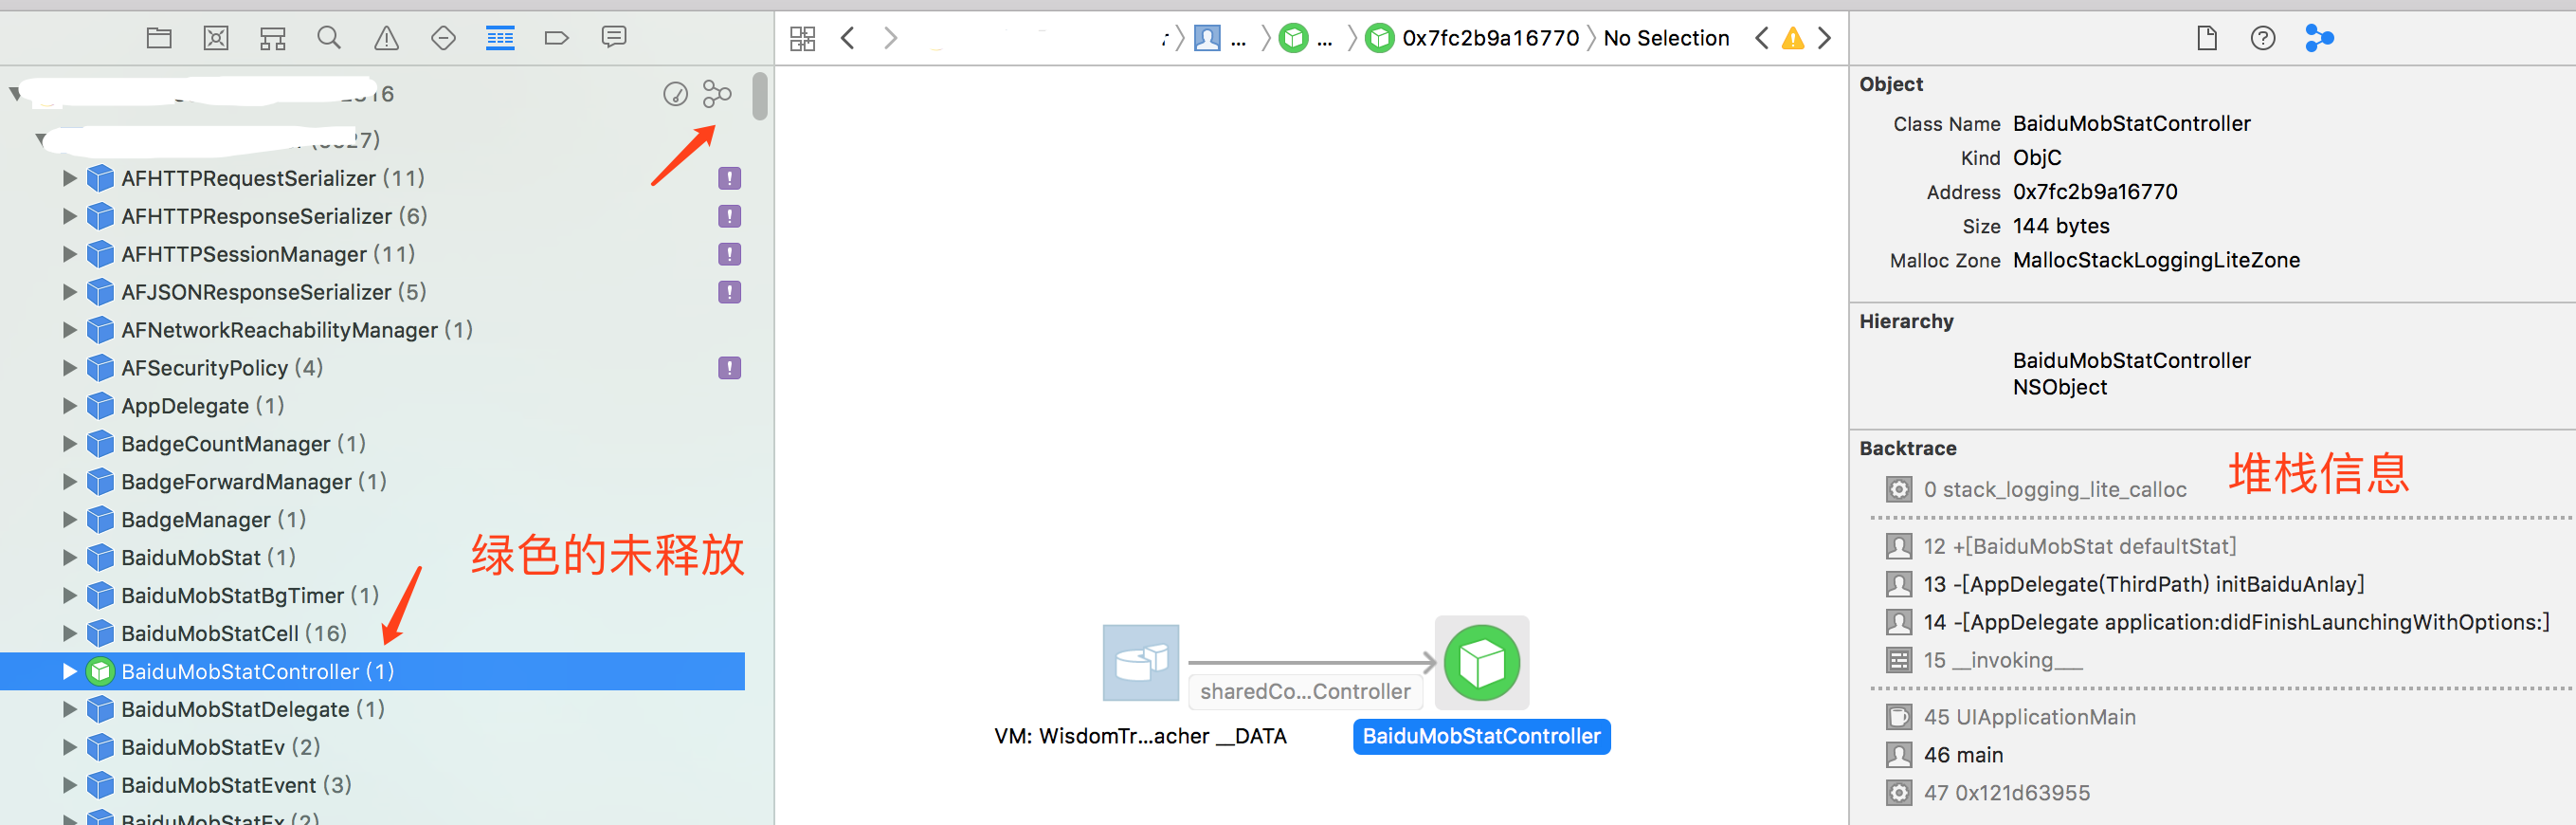 ... ... 0x7fc2b9a16770 No Selection
16
27)
AFHTTPRequestSerializer (11)
AFHTTPResponseSerializer (6)
AFHTTPSessionManager (11)
AFJSONResponseSerializer (5)
AFNetworkReachabilityManager (1)
AFSecurityPolicy (4)
AppDelegate (1)
BadgeCountManager (1)
BadgeForwardManager (1)
BadgeManager (1)
BaiduMobStat (1)
绿色的未释放
BaiduMobStatBgTimer (1)
BaiduMobStatCell (16)
BaiduMobStatController (1)
BaiduMobStatDelegate (1)
BaiduMobStatEv (2)
BaiduMobStatEvent (3)
BaiduMobStatEx (2)
sharedCo...Controller
VM: WisdomTr...acher __DATA
BaiduMobStatController
Object
Class Name BaiduMobStatController
Kind ObjC
Address 0x7fc2b9a16770
Size 144 bytes
Malloc Zone MallocStackLoggingLiteZone
Hierarchy
BaiduMobStatController
NSObject
Backtrace
堆栈信息
0 stack_logging_lite_calloc
12 +[BaiduMobStat defaultStat]
13 -[AppDelegate(ThirdPath) initBaiduAnlay]
14 -[AppDelegate application:didFinishLaunchingWithOptions:]
15 __invoking___
45 UIApplicationMain
46 main
47 0x121d63955